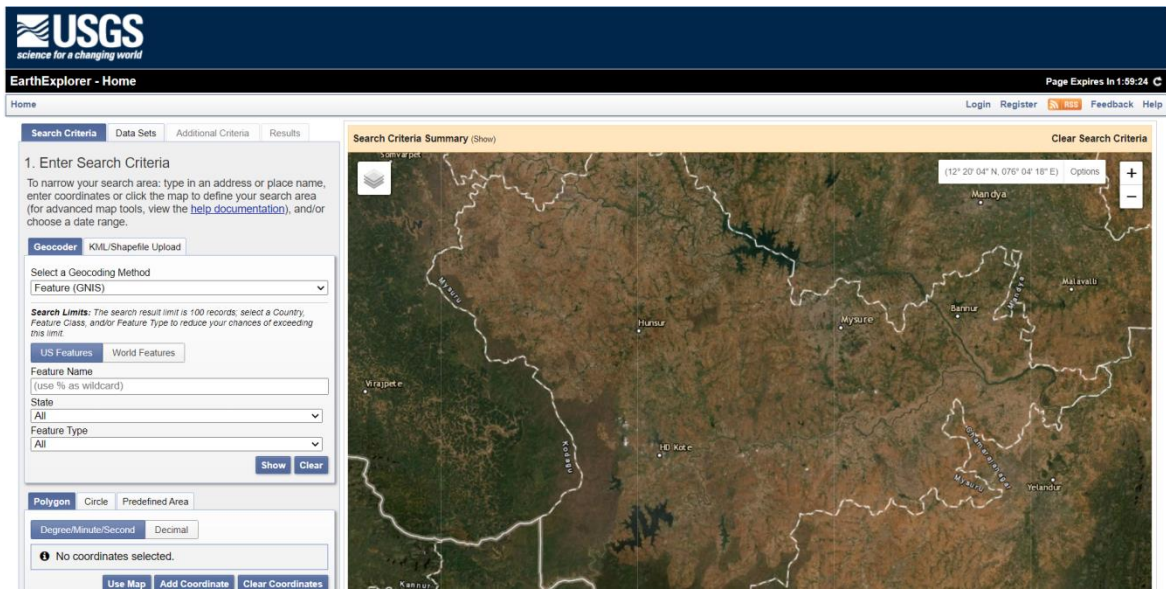 USGS
science for a changing world
EarthExplorer - Home
Page Expires In 1:59:24
Home
Login Register RSS Feedback Help
Search Criteria Data Sets Additional Criteria Results
1. Enter Search Criteria
To narrow your search area: type in an address or place name,
enter coordinates or click the map to define your search area
(for advanced map tools, view the help documentation), and/or
choose a date range.
Geocoder KML/Shapefile Upload
Select a Geocoding Method
Feature (GNIS)
Search Limits: The search result limit is 100 records; select a Country,
Feature Class, and/or Feature Type to reduce your chances of exceeding
this limit.
US Features World Features
Feature Name
(use % as wildcard)
State
All
Feature Type
All
Show Clear
Polygon Circle Predefined Area
Degree/Minute/Second Decimal
No coordinates selected.
Use Map Add Coordinate Clear Coordinates
Search Criteria Summary (Show)
Clear Search Criteria
Somvarpet
(12° 20' 04" N, 076° 04' 18" E) Options
+
−
Mandya
Mysuru
Mandya
Malavalli
Bannur
Hunsur
Mysore
Virajpete
Kodagu
HD Kote
Chamarajanagar
Mysuru
Yelandur
Kannur